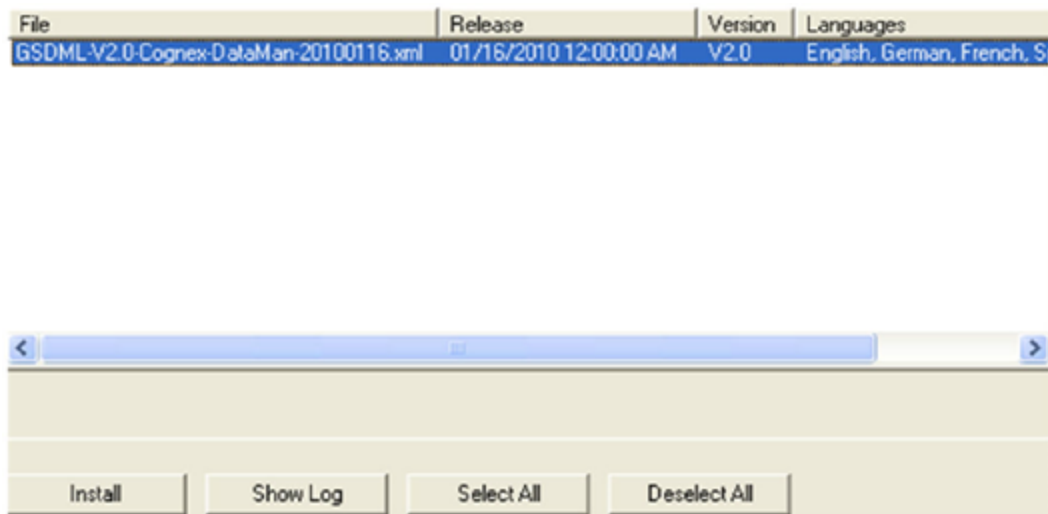 File Release Version Languages
GSDML-V2.0-Cognex-DataMan-20100116.xml 01/16/2010 12:00:00 AM V2.0 English, German, French, S
Install Show Log Select All Deselect All